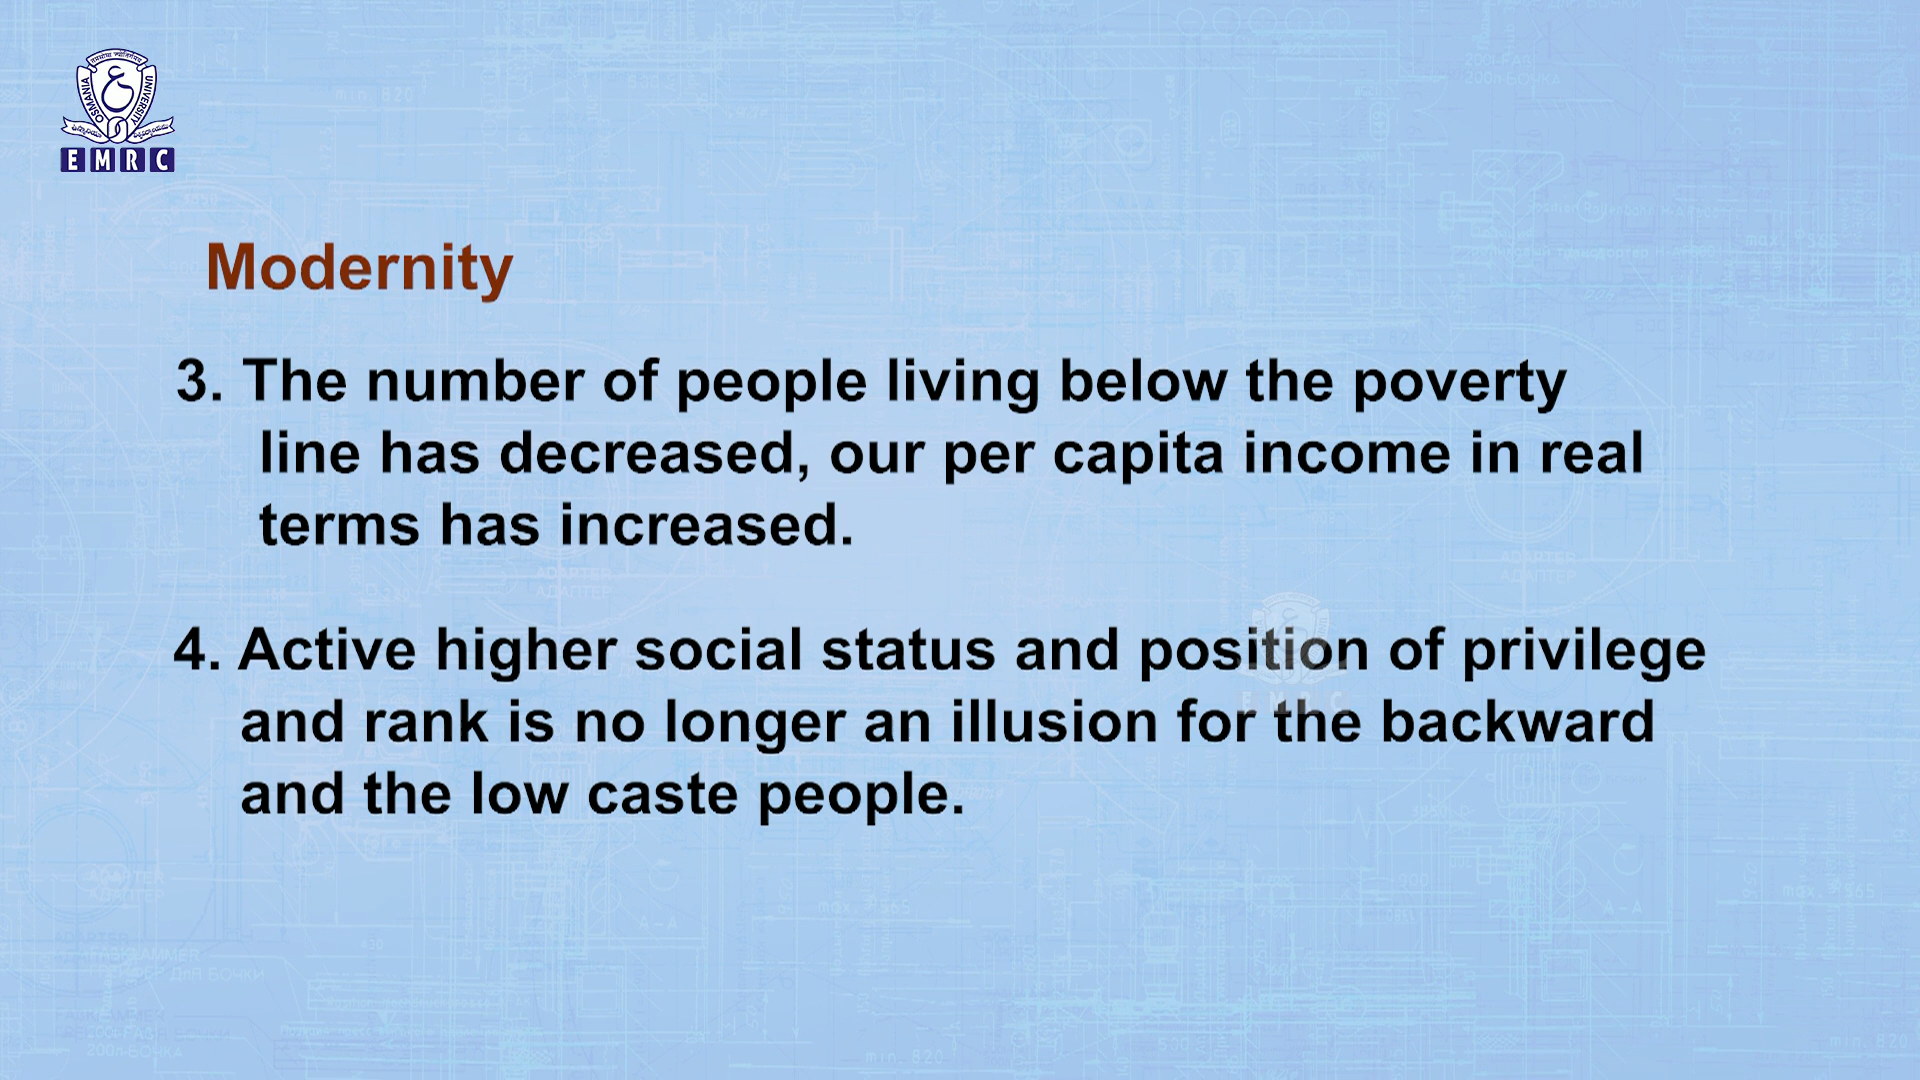 OSMANIA UNIVERSITY
E M R C
Modernity
3. The number of people living below the poverty
line has decreased, our per capita income in real
terms has increased.
4. Active higher social status and position of privilege
and rank is no longer an illusion for the backward
and the low caste people.
E M R C